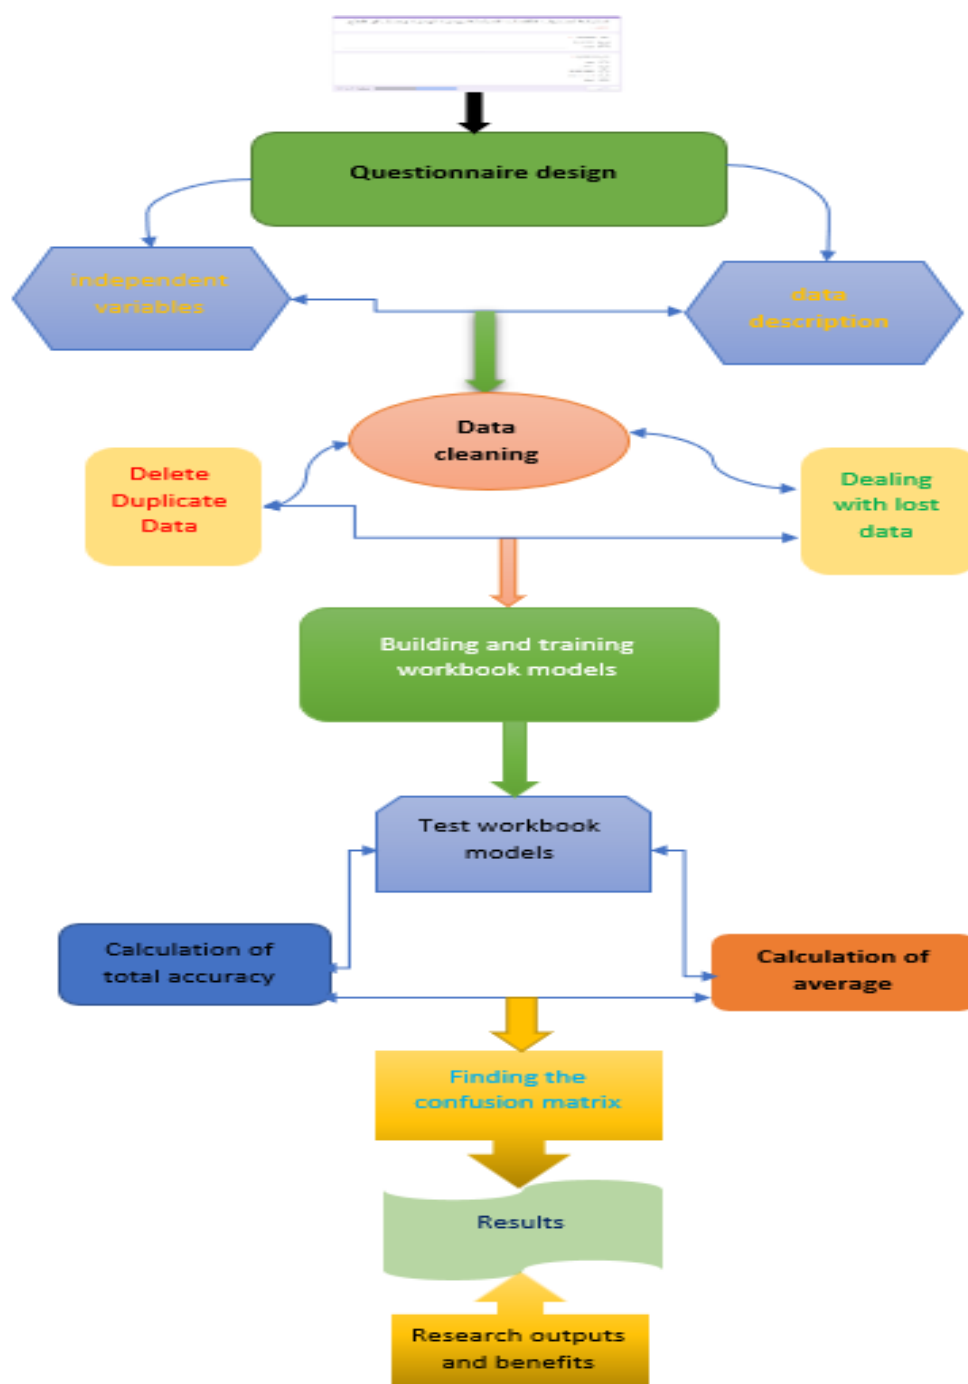 Questionnaire design
independent
variables
data
description
Data
cleaning
Delete
Duplicate
Data
Dealing
with lost
data
Building and training
workbook models
Test workbook
models
Calculation of
total accuracy
Calculation of
average
Finding the
confusion matrix
Results
Research outputs
and benefits